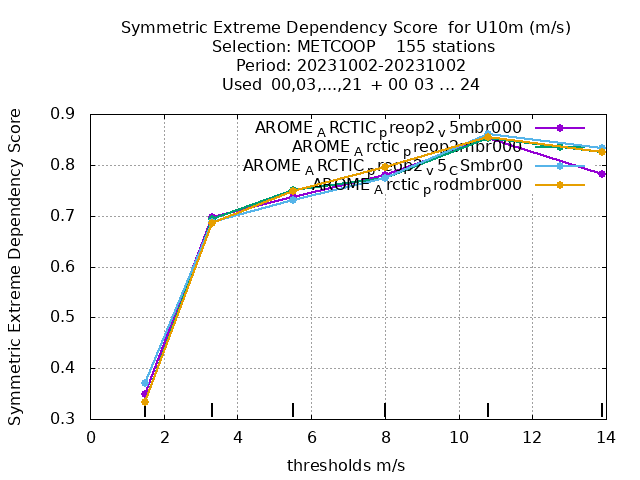 Symmetric Extreme Dependency Score for U10m (m/s)
Selection: METCOOP 155 stations
Period: 20231002-20231002
Used 00,03,...,21 + 00 03 ... 24
Symmetric Extreme Dependency Score
0.9
0.8
0.7
0.6
0.5
0.4
0.3
AROME_ARCTIC_preop2_v5mbr000
AROME_Arctic_preop2mbr000
AROME_ARCTIC_preop2_v5_CSmbr00
AROME_Arctic_prodmbr000
0 2 4 6 8 10 12 14
thresholds m/s